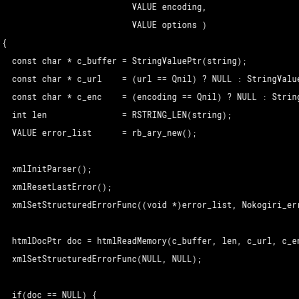 VALUE encoding,
VALUE options )
{
const char * c_buffer = StringValuePtr(string);
const char * c_url = (url == Qnil) ? NULL : StringValue
const char * c_enc = (encoding == Qnil) ? NULL : String
int len = RSTRING_LEN(string);
VALUE error_list = rb_ary_new();
xmlInitParser();
xmlResetLastError();
xmlSetStructuredErrorFunc((void *)error_list, Nokogiri_err
htmlDocPtr doc = htmlReadMemory(c_buffer, len, c_url, c_en
xmlSetStructuredErrorFunc(NULL, NULL);
if(doc == NULL) {